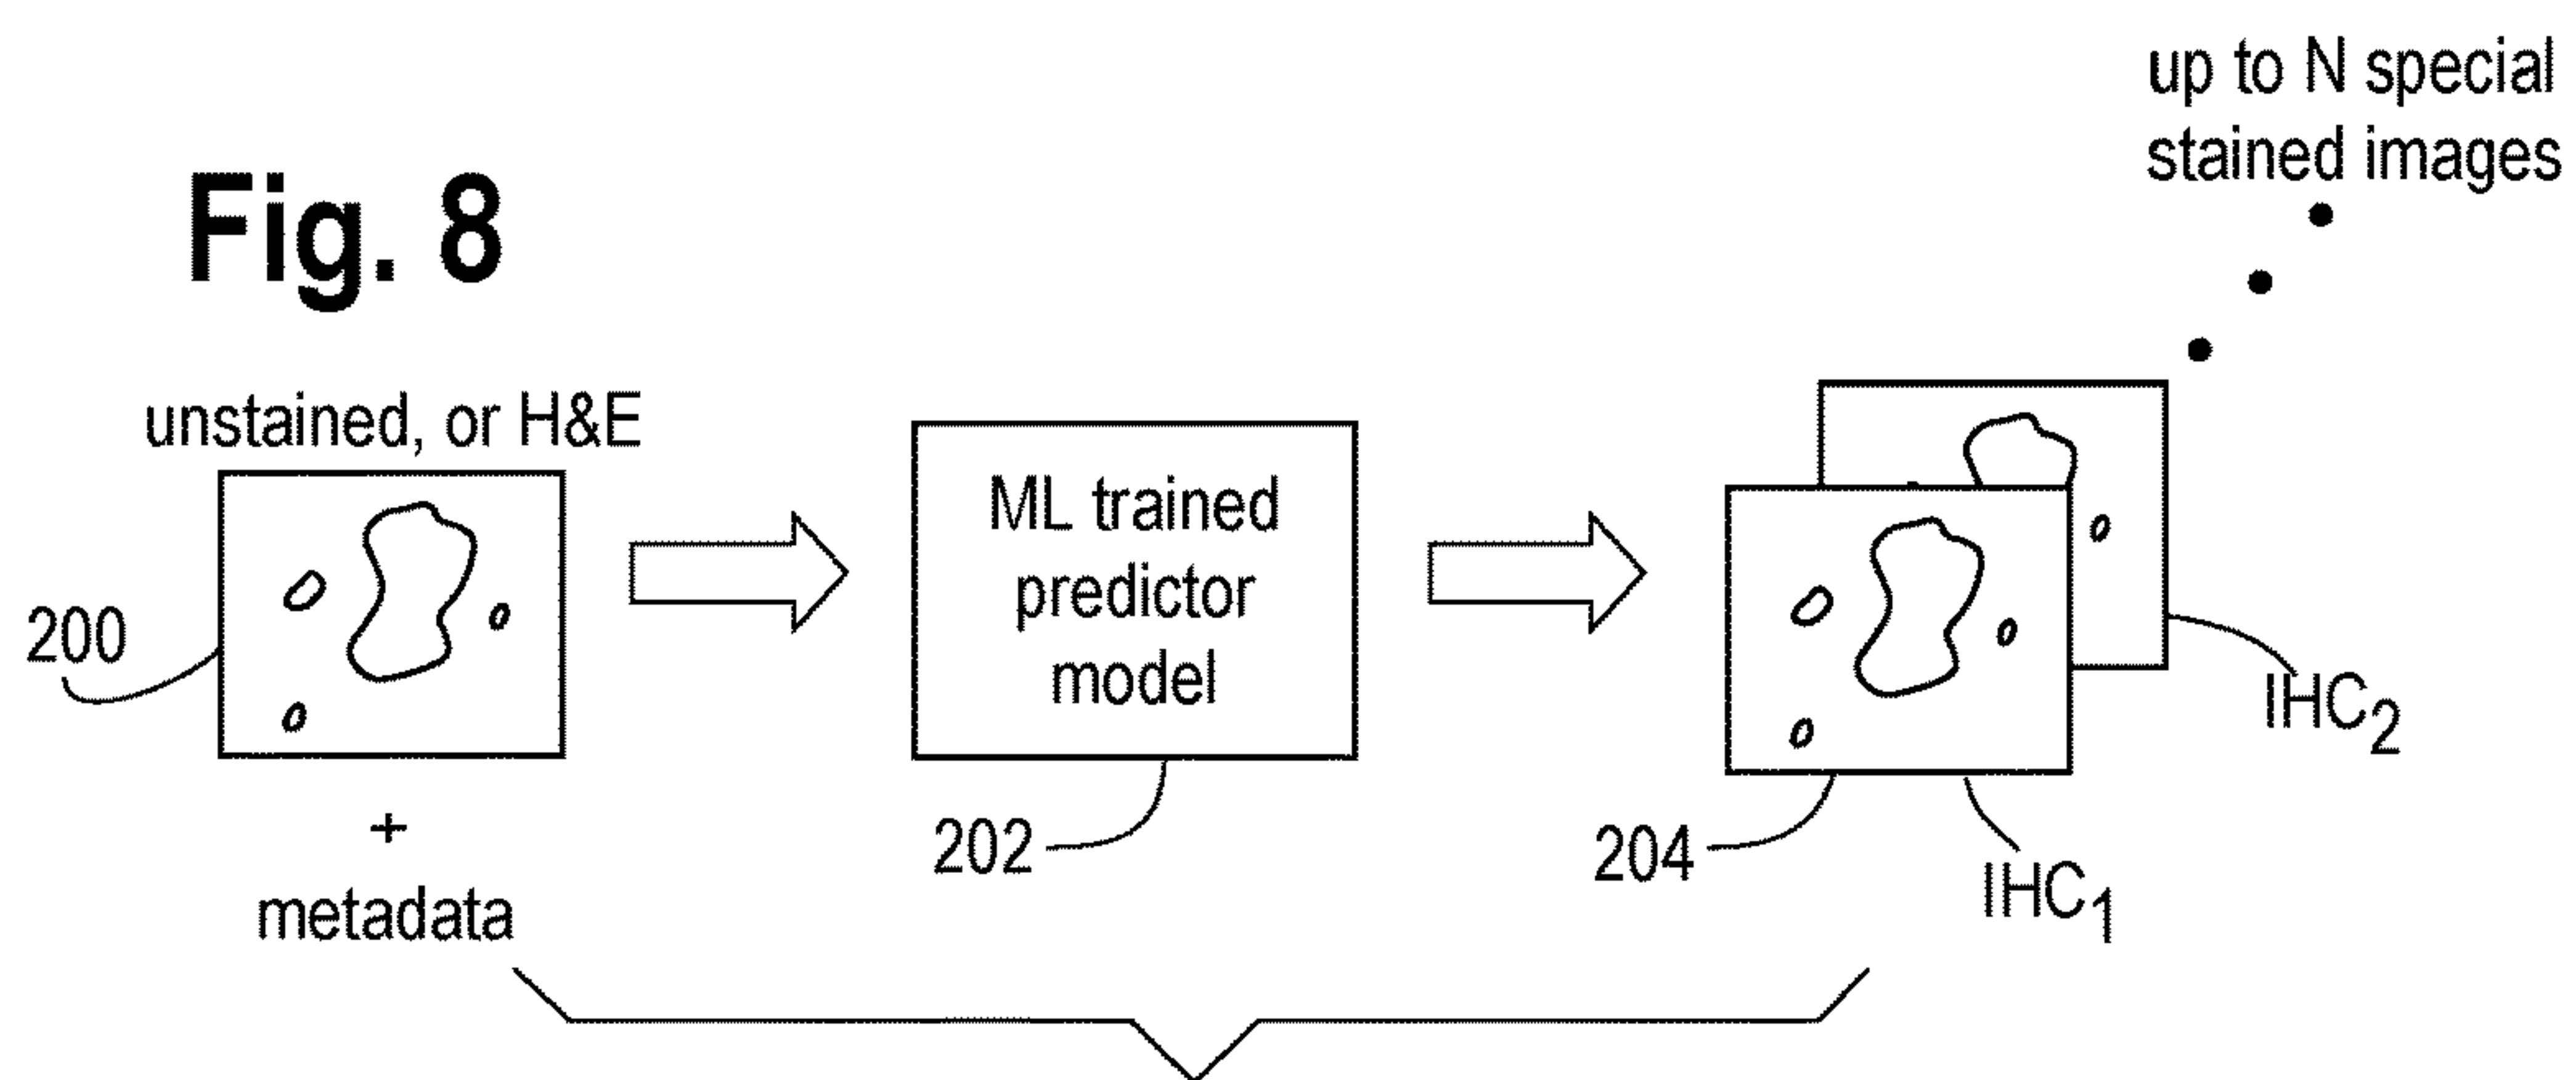 up to N special
stained images
Fig. 8
unstained, or H&E
ML trained
predictor
model
200
+
metadata
202
204
IHC1
IHC2